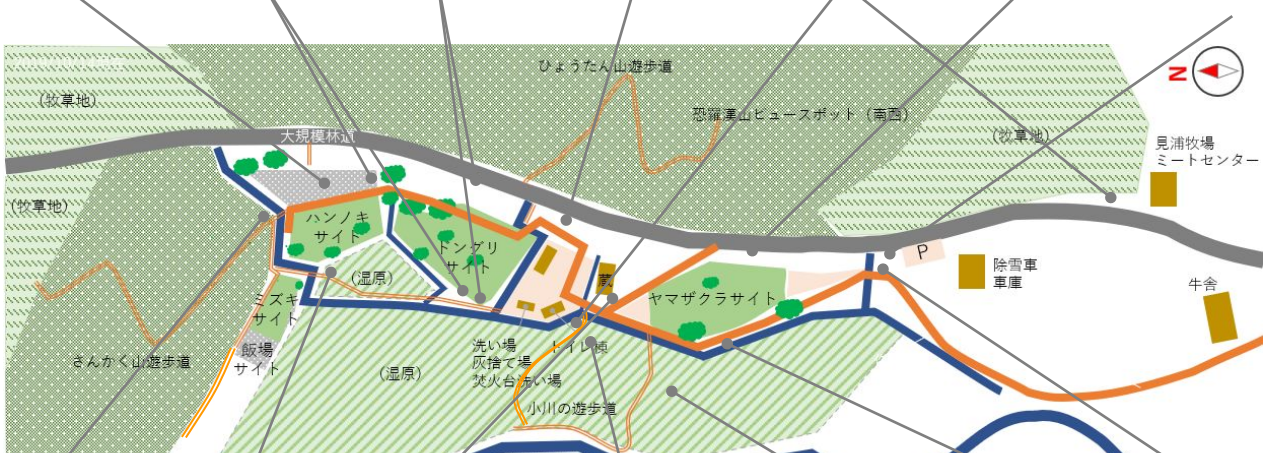 ひょうたん山遊歩道
N
(牧草地)
恐羅漢山ビュースポット(南西)
大規模林道
(牧草地)
見浦牧場
ミートセンター
(牧草地)
ハンノキ
サイト
ドングリ
サイト
P
除雪車
車庫
(湿原)
蔵
ヤマザクラサイト
牛舎
ミズキ
サイト
飯場
サイト
洗い場
灰捨て場
焚火台洗い場
トイレ棟
さんかく山遊歩道
(湿原)
小川の遊歩道